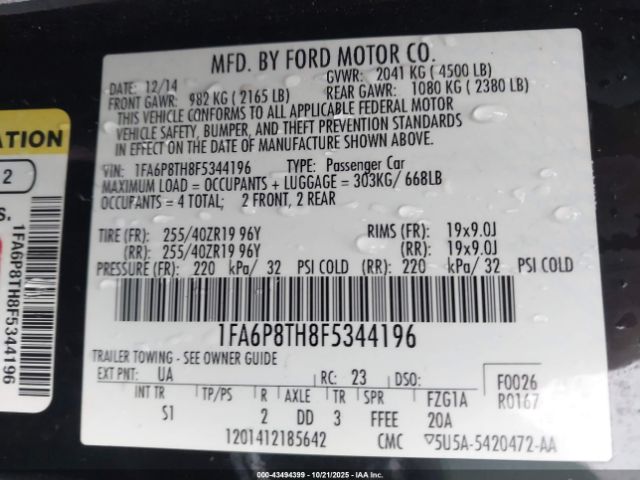 MFD. BY FORD MOTOR CO.
DATE: 12/14 GVWR: 2041 KG ( 4500 LB)
FRONT GAWR: 982 KG ( 2165 LB) REAR GAWR: 1080 KG ( 2380 LB)
THIS VEHICLE CONFORMS TO ALL APPLICABLE FEDERAL MOTOR
VEHICLE SAFETY, BUMPER, AND THEFT PREVENTION STANDARDS
IN EFFECT ON THE DATE OF MANUFACTURE SHOWN ABOVE.
VIN: 1FA6P8TH8F5344196 TYPE: Passenger Car
MAXIMUM LOAD = OCCUPANTS + LUGGAGE = 303KG/ 668LB
OCCUPANTS = 4 TOTAL; 2 FRONT, 2 REAR
TIRE (FR): 255/40ZR19 96Y RIMS (FR): 19x9.0J
(RR): 255/40ZR19 96Y (RR): 19x9.0J
PRESSURE (FR): 220 kPa/ 32 PSI COLD (RR): 220 kPa/ 32 PSI COLD
1FA6P8TH8F5344196
TRAILER TOWING - SEE OWNER GUIDE
EXT PNT: UA RC: 23 DSO: F0026
R0167
INT TR TP/PS R AXLE TR SPR FZG1A
S1 2 DD 3 FFEE 20A
1201412185642 CMC ▽5U5A-5420472-AA
ATION
2
S. 1FA6P8TH8F5344196
© IAA - 43494399 - 10/21/2025 - IAAI.COM